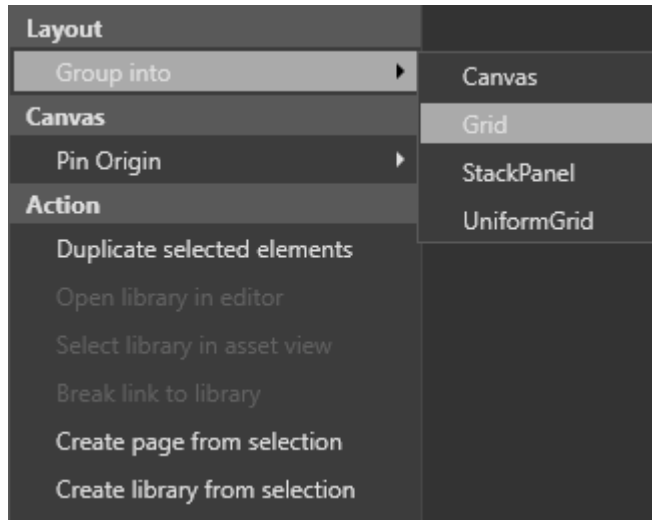 Layout
Group into
Canvas
Pin Origin
Action
Duplicate selected elements
Open library in editor
Select library in asset view
Break link to library
Create page from selection
Create library from selection
Canvas
Grid
StackPanel
UniformGrid